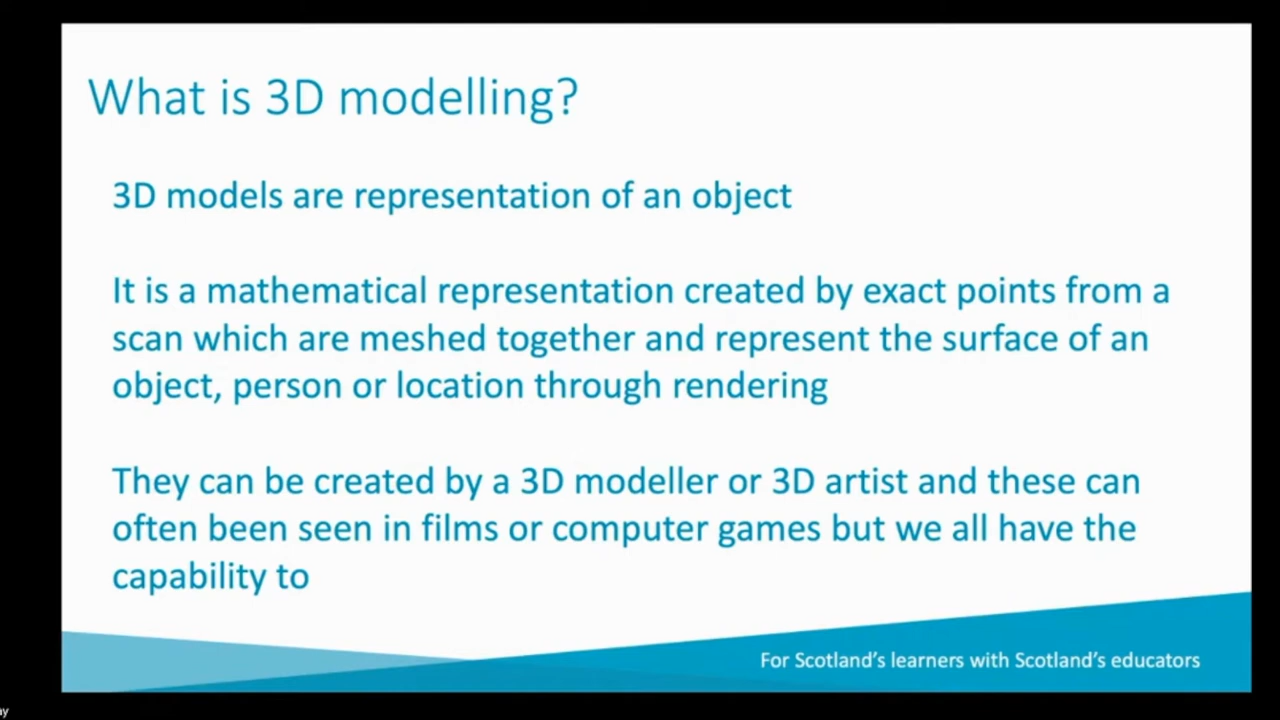 What is 3D modelling?
3D models are representation of an object
It is a mathematical representation created by exact points from a
scan which are meshed together and represent the surface of an
object, person or location through rendering
They can be created by a 3D modeller or 3D artist and these can
often been seen in films or computer games but we all have the
capability to
For Scotland’s learners with Scotland’s educators